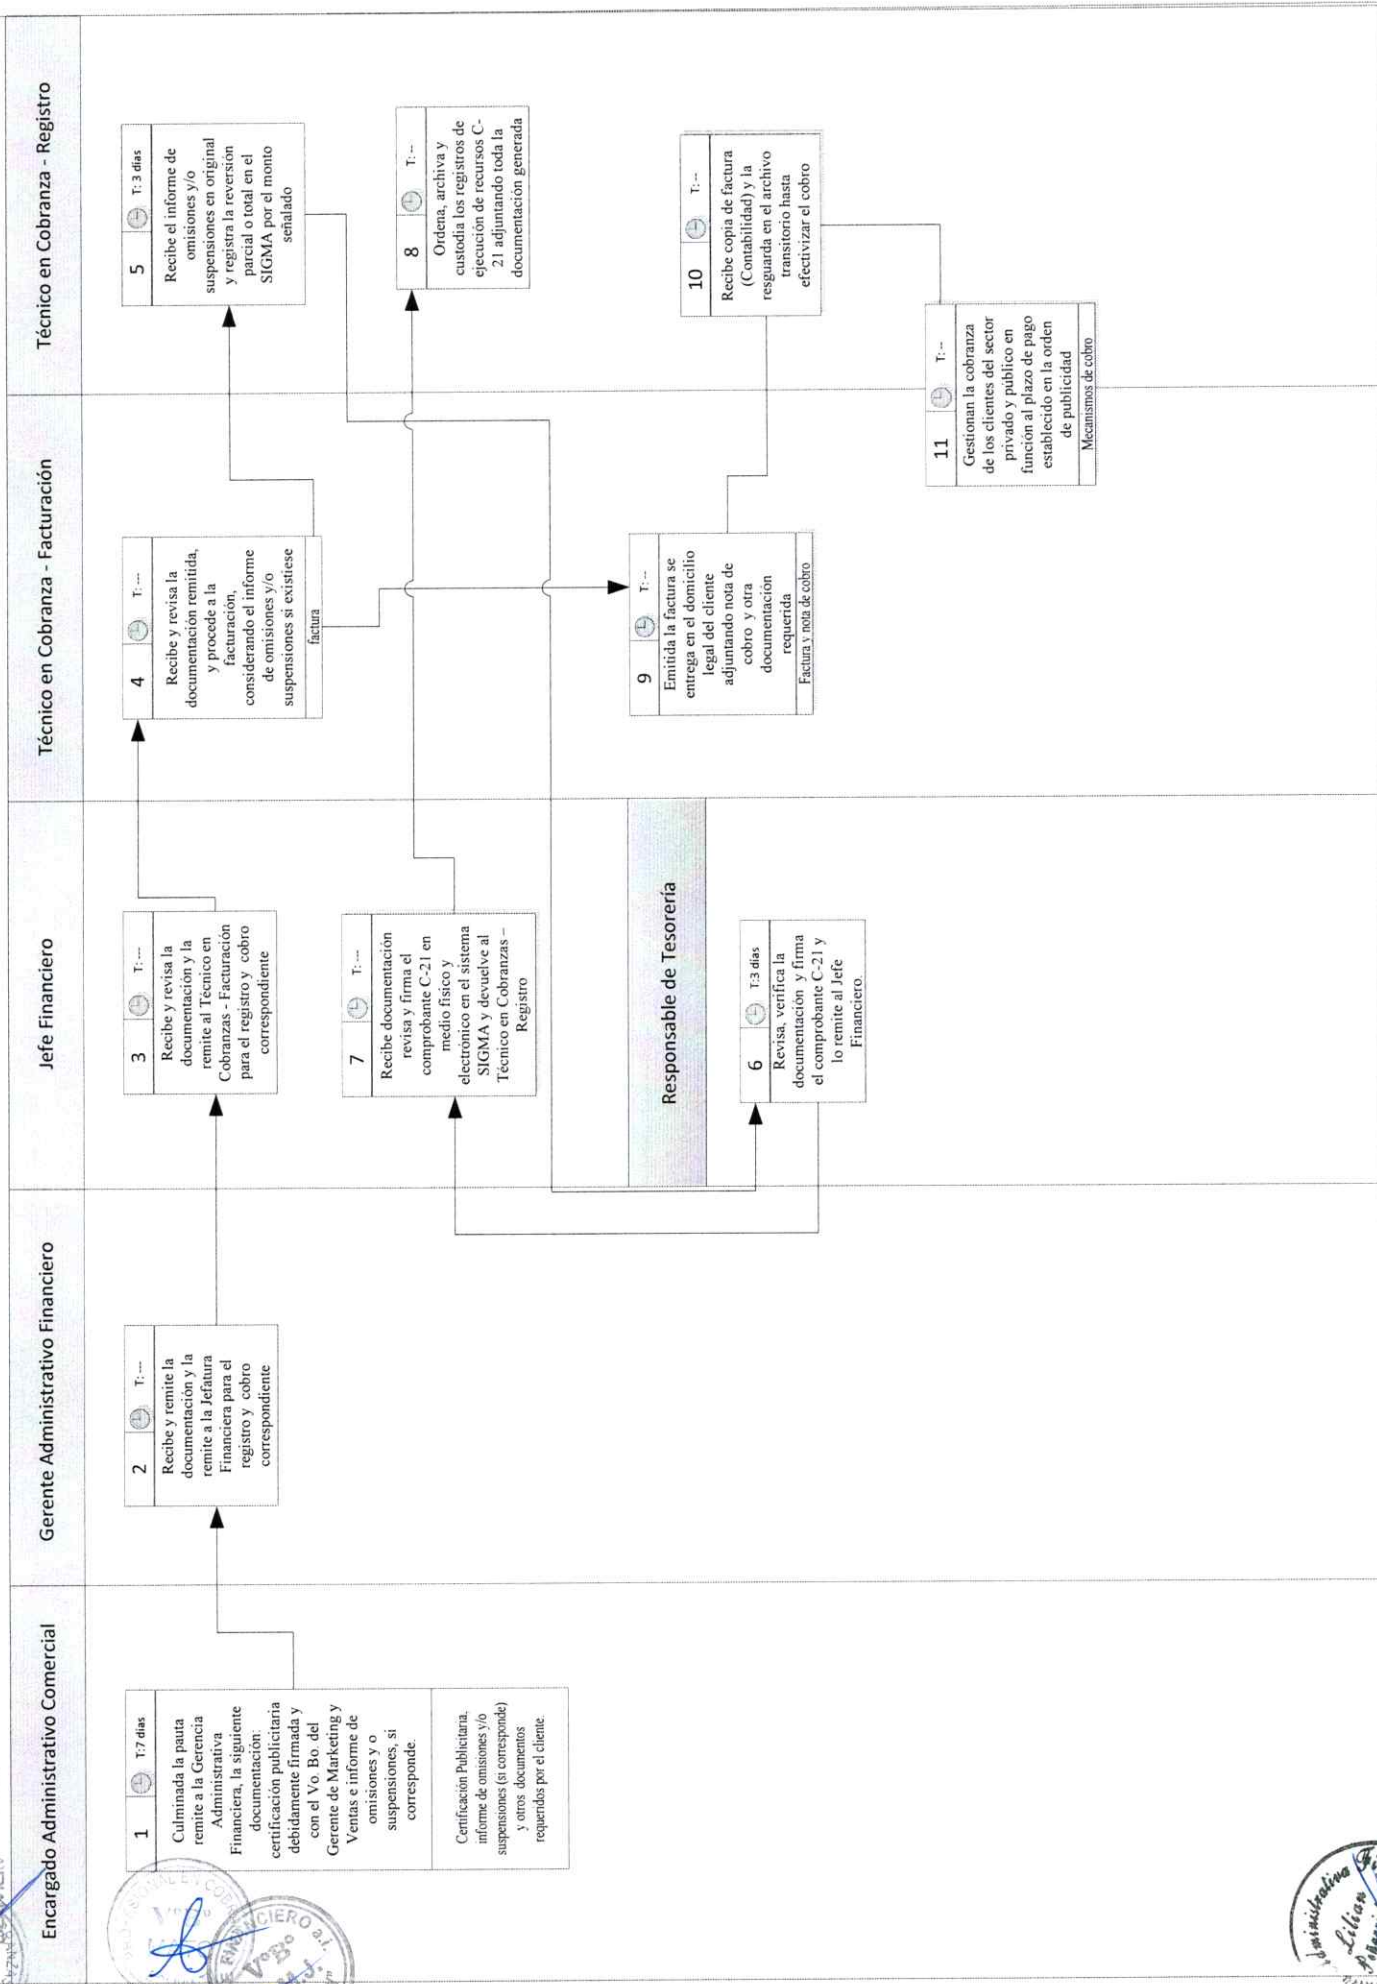 Encargado Administrativo Comercial
Gerente Administrativo Financiero
Jefe Financiero
Técnico en Cobranza - Facturación
Técnico en Cobranza - Registro
1
T:7 dias
Culminada la pauta
remite a la Gerencia
Administrativa
Financiera, la siguiente
documentación:
certificación publicitaria
debidamente firmada y
con el Vo. Bo. del
Gerente de Marketing y
Ventas e informe de
omisiones y o
suspensiones, si
corresponde.
Certificación Publicitaria,
informe de omisiones y/o
suspensiones (si corresponde)
y otros documentos
requeridos por el cliente.
2
T: ---
Recibe y remite la
documentación y la
remite a la Jefatura
Financiera para el
registro y cobro
correspondiente
3
T: ---
Recibe y revisa la
documentación y la
remite al Técnico en
Cobranzas - Facturación
para el registro y cobro
correspondiente
4
T: ---
Recibe y revisa la
documentación remitida,
y procede a la
facturación,
considerando el informe
de omisiones y/o
suspensiones si existiese
factura
5
T: 3 dias
Recibe el informe de
omisiones y/o
suspensiones en original
y registra la reversión
parcial o total en el
SIGMA por el monto
señalado
Responsable de Tesorería
6
T:3 días
Revisa, verifica la
documentación y firma
el comprobante C-21 y
lo remite al Jefe
Financiero.
7
T: ---
Recibe documentación
revisa y firma el
comprobante C-21 en
medio físico y
electrónico en el sistema
SIGMA y devuelve al
Técnico en Cobranzas –
Registro
8
T: --
Ordena, archiva y
custodia los registros de
ejecución de recursos C-
21 adjuntando toda la
documentación generada
9
T: --
Emitida la factura se
entrega en el domicilio
legal del cliente
adjuntando nota de
cobro y otra
documentación
requerida
Factura y nota de cobro
10
T: --
Recibe copia de factura
(Contabilidad) y la
resguarda en el archivo
transitorio hasta
efectivizar el cobro
11
T: --
Gestionan la cobranza
de los clientes del sector
privado y público en
función al plazo de pago
establecido en la orden
de publicidad
Mecanismos de cobro
FINANCIERO a.i.
VoBo
Lilian